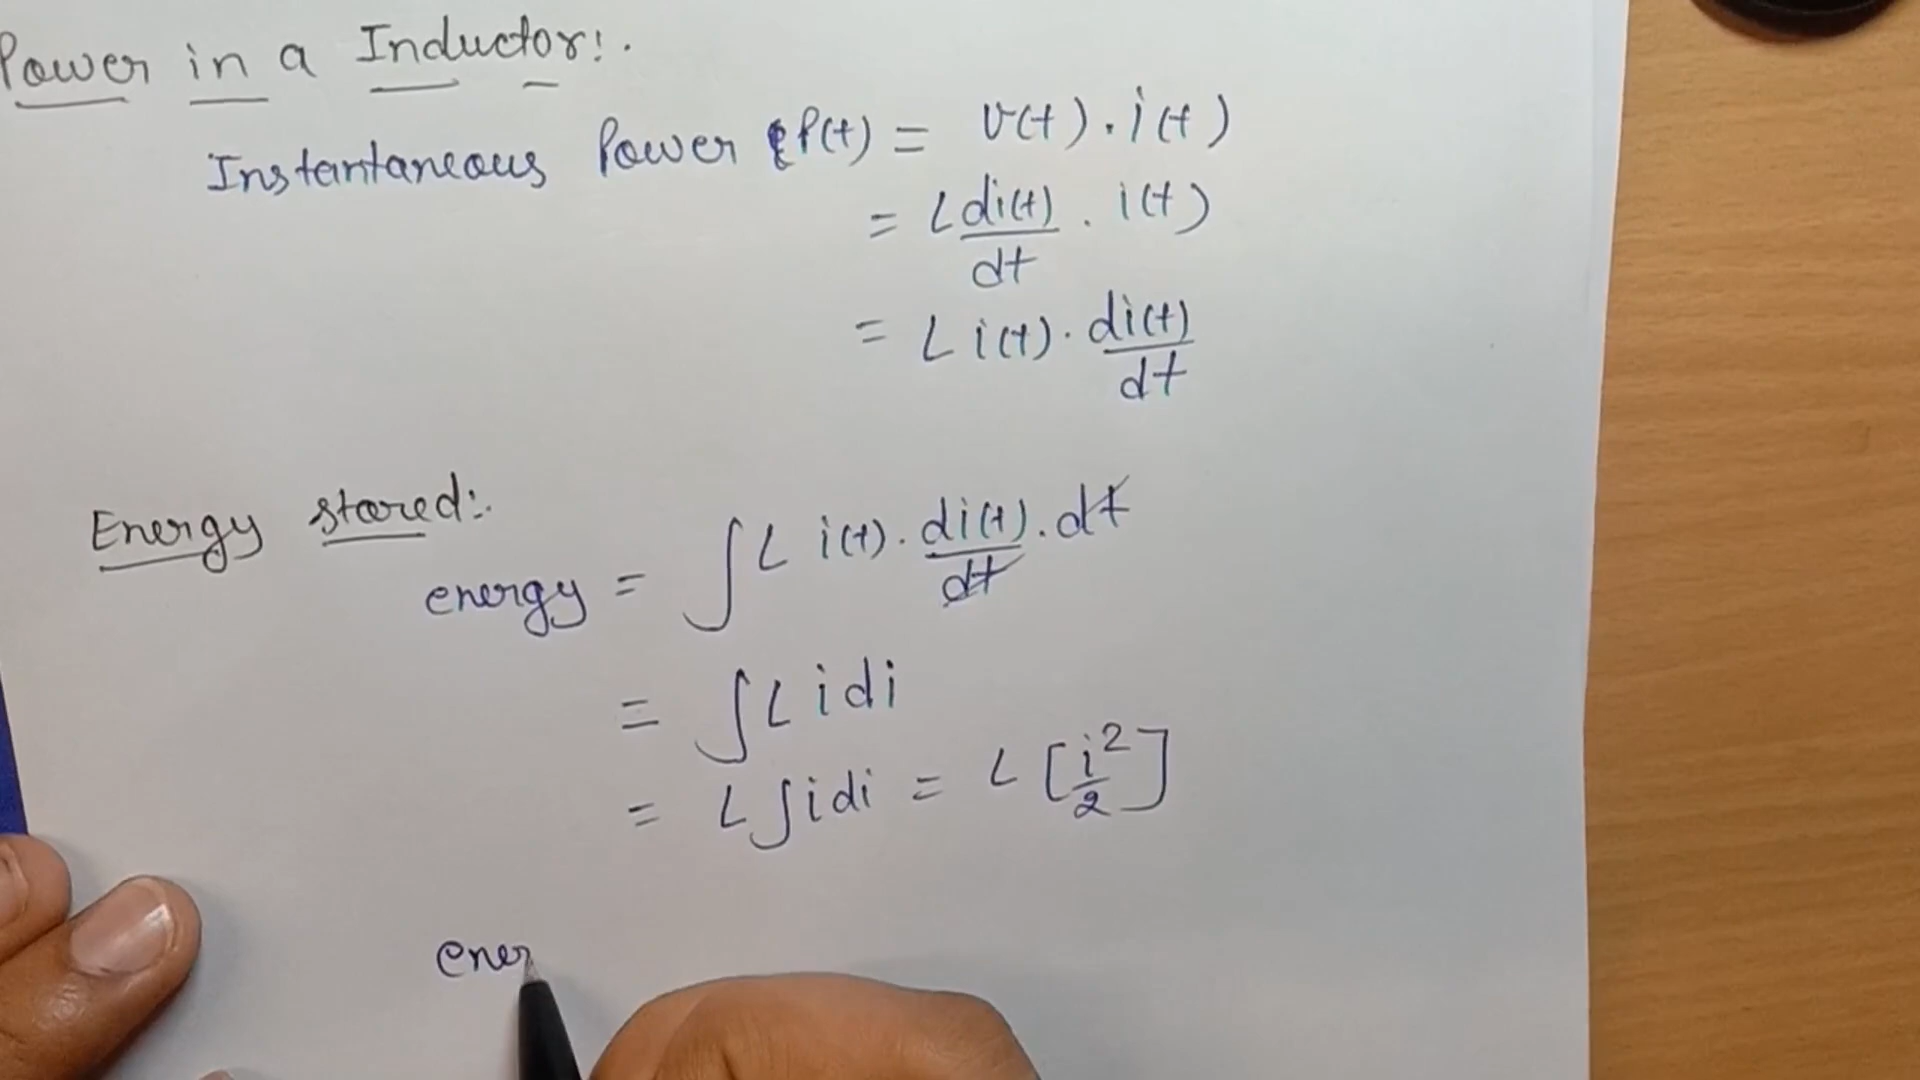 Power in a Inductor:.
Instantaneous Power P(t) = v(t) . i(t)
= L di(t)/dt . i(t)
= L i(t) . di(t)/dt
Energy stored:.
energy = ∫ L i(t) . di(t)/dt . dt
= ∫ L i di
= L ∫ i di = L [i²/2]
ener